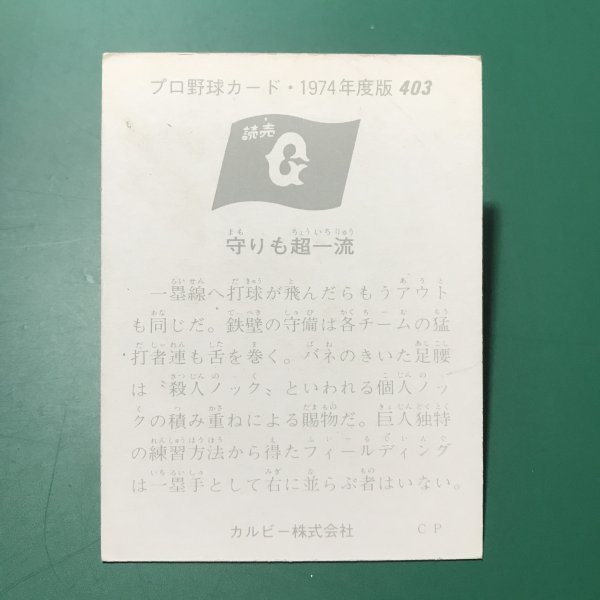 プロ野球カード・1974年度版 403
読売
G
守りも超一流
一塁線へ打球が飛んだらもうアウト
も同じだ。鉄壁の守備は各チームの猛
打者連も舌を巻く。バネのきいた足腰
は〝殺人ノック〟といわれる個人ノッ
クの積み重ねによる賜物だ。巨人独特
の練習方法から得たフィールディング
は一塁手として右に並らぶ者はいない。
カルビー株式会社 CP